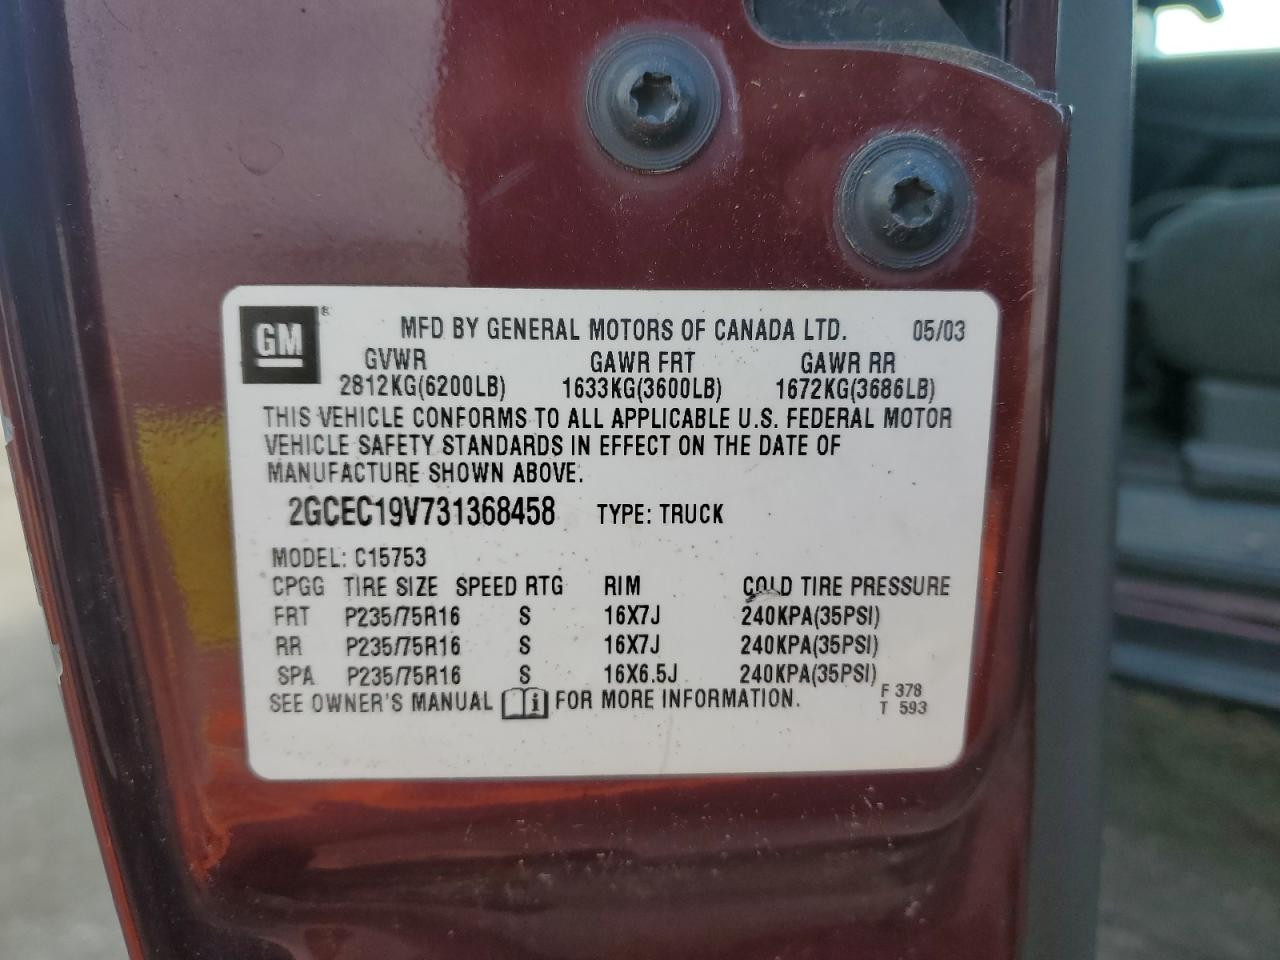 GM® MFD BY GENERAL MOTORS OF CANADA LTD. 05/03
GVWR GAWR FRT GAWR RR
2812KG(6200LB) 1633KG(3600LB) 1672KG(3686LB)
THIS VEHICLE CONFORMS TO ALL APPLICABLE U.S. FEDERAL MOTOR
VEHICLE SAFETY STANDARDS IN EFFECT ON THE DATE OF
MANUFACTURE SHOWN ABOVE.
2GCEC19V731368458 TYPE: TRUCK
MODEL: C15753
CPGG TIRE SIZE SPEED RTG RIM COLD TIRE PRESSURE
FRT P235/75R16 S 16X7J 240KPA(35PSI)
RR P235/75R16 S 16X7J 240KPA(35PSI)
SPA P235/75R16 S 16X6.5J 240KPA(35PSI)
SEE OWNER'S MANUAL i FOR MORE INFORMATION.
F 378
T 593